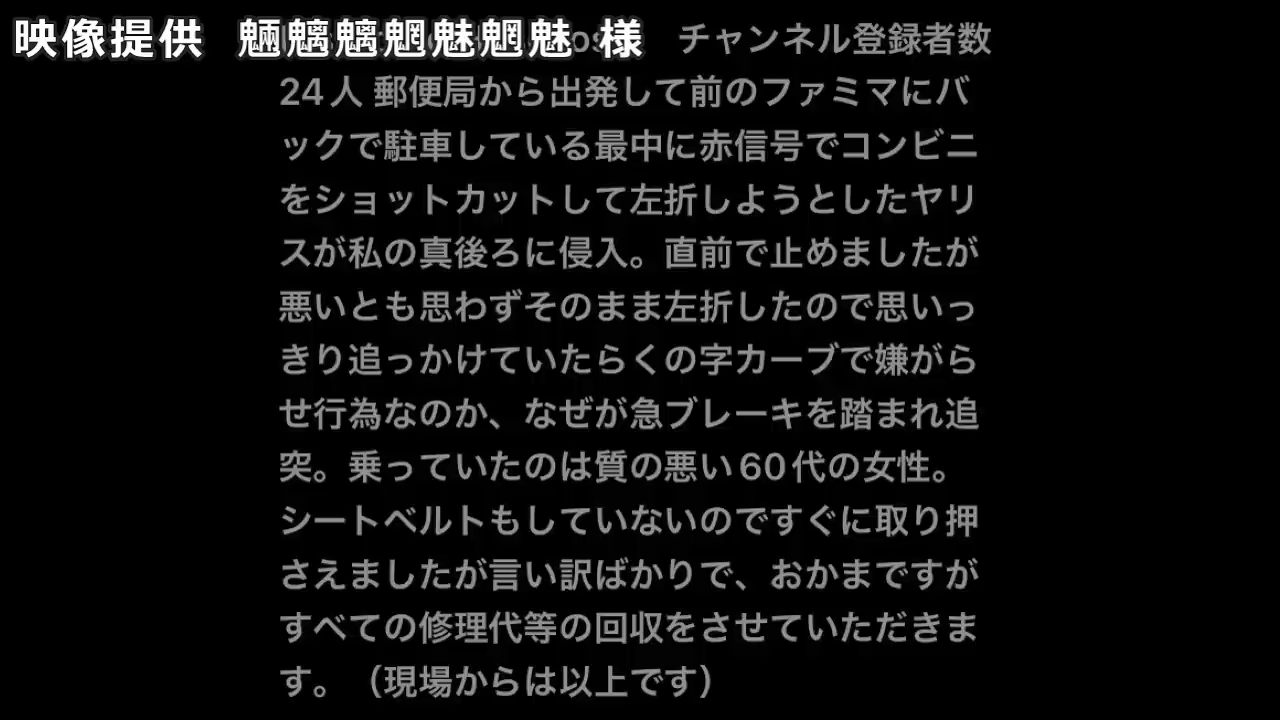 映像提供 魎魑魑魍魅魍魅 様
チャンネル登録者数
24人 郵便局から出発して前のファミマにバ
ックで駐車している最中に赤信号でコンビニ
をショットカットして左折しようとしたヤリ
スが私の真後ろに侵入。直前で止めましたが
悪いとも思わずそのまま左折したので思いっ
きり追っかけていたらくの字カーブで嫌がら
せ行為なのか、なぜが急ブレーキを踏まれ追
突。乗っていたのは質の悪い60代の女性。
シートベルトもしていないのですぐに取り押
さえましたが言い訳ばかりで、おかまですが
すべての修理代等の回収をさせていただきま
す。（現場からは以上です）